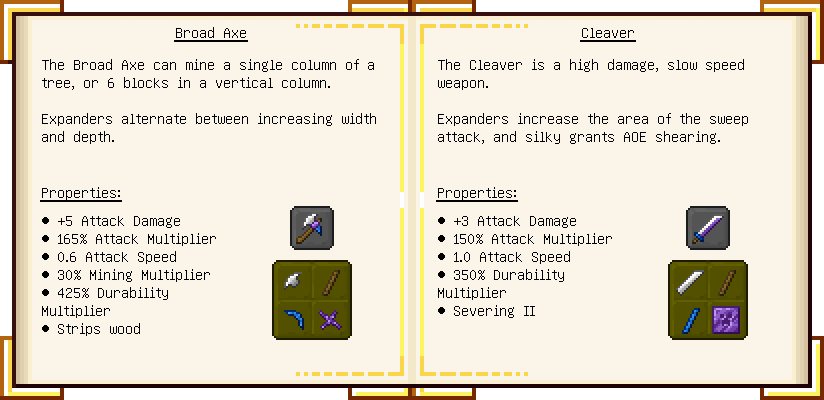 Broad Axe
The Broad Axe can mine a single column of a
tree, or 6 blocks in a vertical column.
Expanders alternate between increasing width
and depth.
Properties:
● +5 Attack Damage
● 165% Attack Multiplier
● 0.6 Attack Speed
● 30% Mining Multiplier
● 425% Durability
Multiplier
● Strips wood
Cleaver
The Cleaver is a high damage, slow speed
weapon.
Expanders increase the area of the sweep
attack, and silky grants AOE shearing.
Properties:
● +3 Attack Damage
● 150% Attack Multiplier
● 1.0 Attack Speed
● 350% Durability
Multiplier
● Severing II